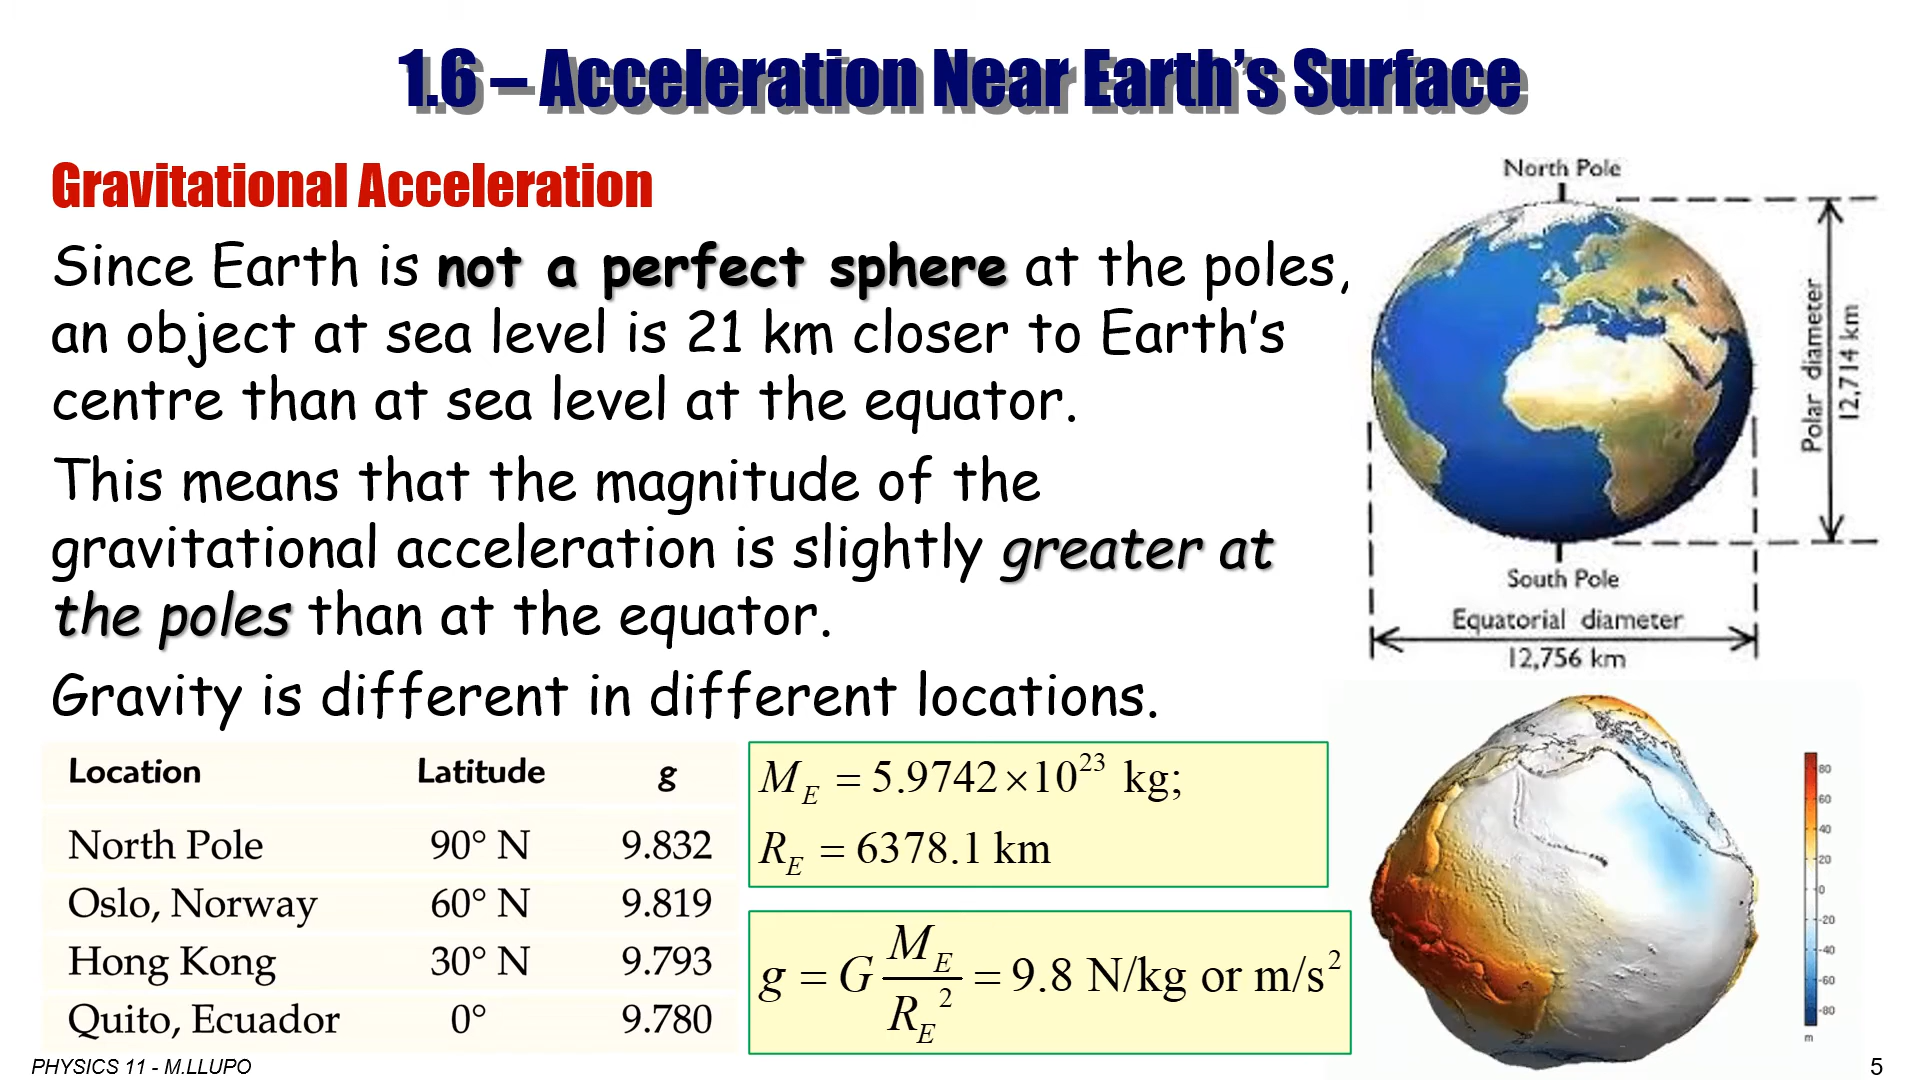 1.6 – Acceleration Near Earth’s Surface
Gravitational Acceleration
Since Earth is not a perfect sphere at the poles,
an object at sea level is 21 km closer to Earth’s
centre than at sea level at the equator.
This means that the magnitude of the
gravitational acceleration is slightly greater at
the poles than at the equator.
Gravity is different in different locations.
Location Latitude g
North Pole 90° N 9.832
Oslo, Norway 60° N 9.819
Hong Kong 30° N 9.793
Quito, Ecuador 0° 9.780
M_E = 5.9742 × 10^23 kg;
R_E = 6378.1 km
g = G M_E / R_E^2 = 9.8 N/kg or m/s^2
North Pole
Polar diameter
12,714 km
South Pole
Equatorial diameter
12,756 km
80
60
40
20
0
-20
-40
-60
-80
m
PHYSICS 11 - M.LLUPO
5